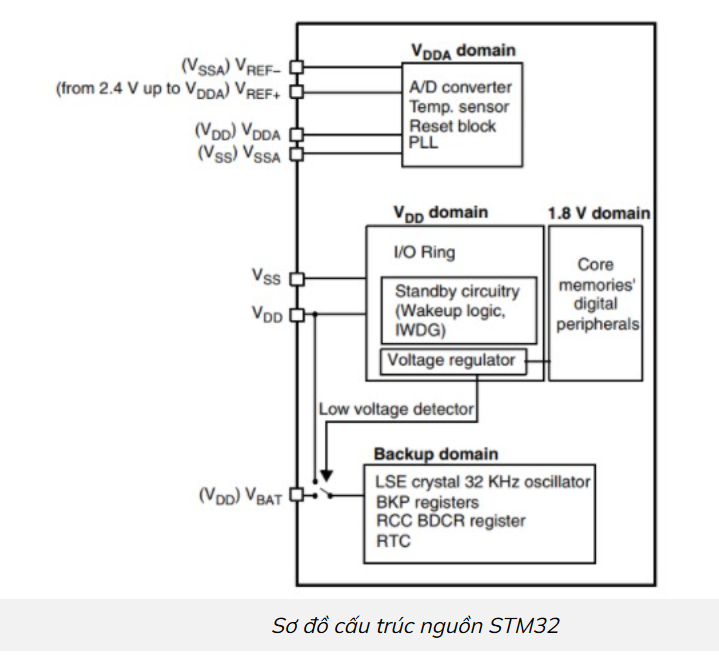 VDDA domain
(VSSA) VREF–
(from 2.4 V up to VDDA) VREF+
(VDD) VDDA
(VSS) VSSA
A/D converter
Temp. sensor
Reset block
PLL
VDD domain
1.8 V domain
I/O Ring
VSS
VDD
Standby circuitry
(Wakeup logic,
IWDG)
Voltage regulator
Core
memories'
digital
peripherals
Low voltage detector
Backup domain
(VDD) VBAT
LSE crystal 32 KHz oscillator
BKP registers
RCC BDCR register
RTC
Sơ đồ cấu trúc nguồn STM32